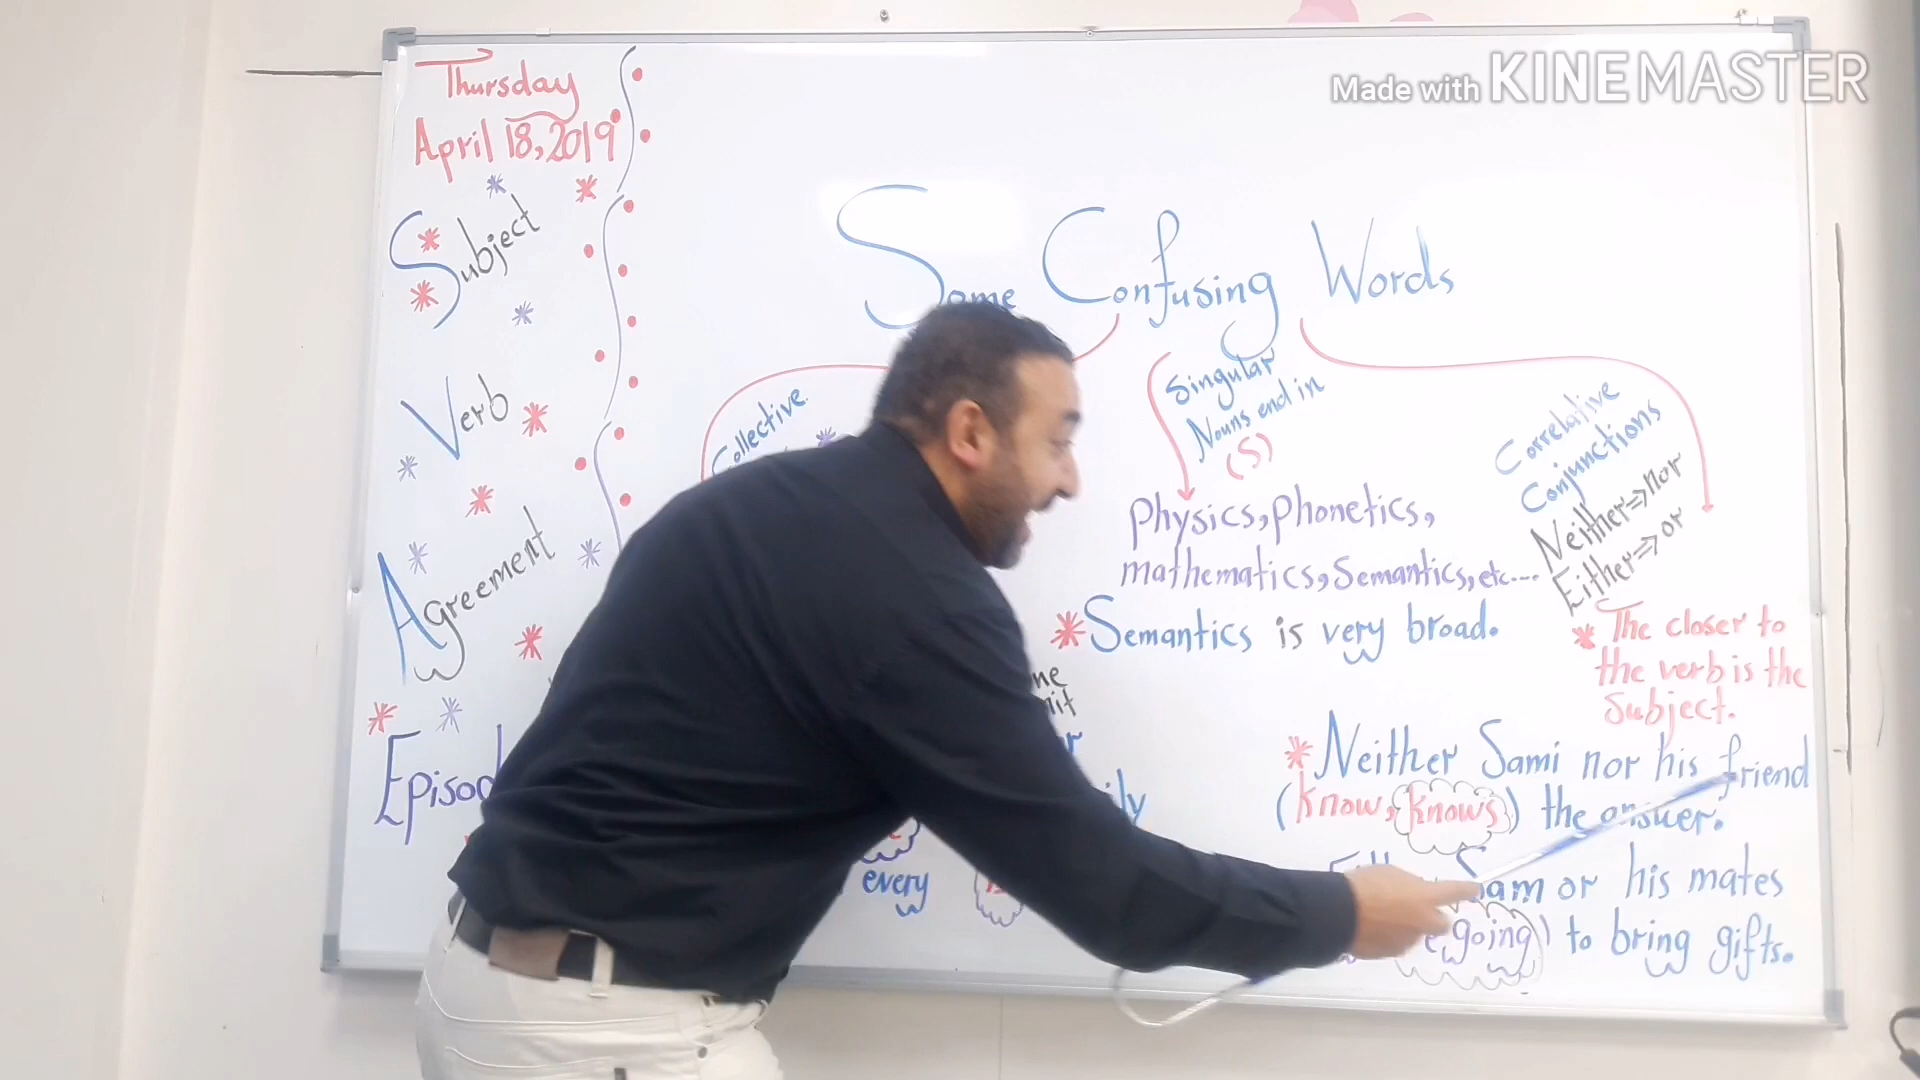 Made with KINEMASTER
Thursday
April 18, 2019
Subject
Verb
Agreement
Some Confusing Words
Collective
Singular
Nouns end in
(S)
Physics, Phonetics,
mathematics, Semantics, etc....
*Semantics is very broad.
every
Correlative
Conjunctions
Neither=>nor
Either=>or
* The closer to
the verb is the
Subject.
*Neither Sami nor his friend
(know, knows) the answer.
or his mates
going) to bring gifts.